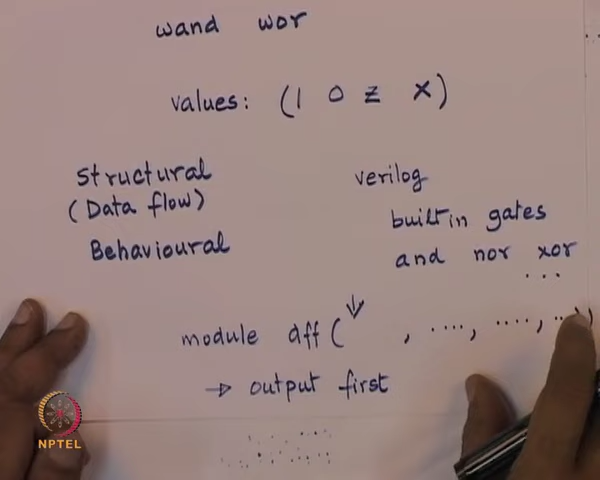 wand wor
values: (1 0 z x)
structural
(Data flow)
Behavioural
verilog
built in gates
and nor xor
...
module dff( , ...., ...., ...)
→ output first
NPTEL